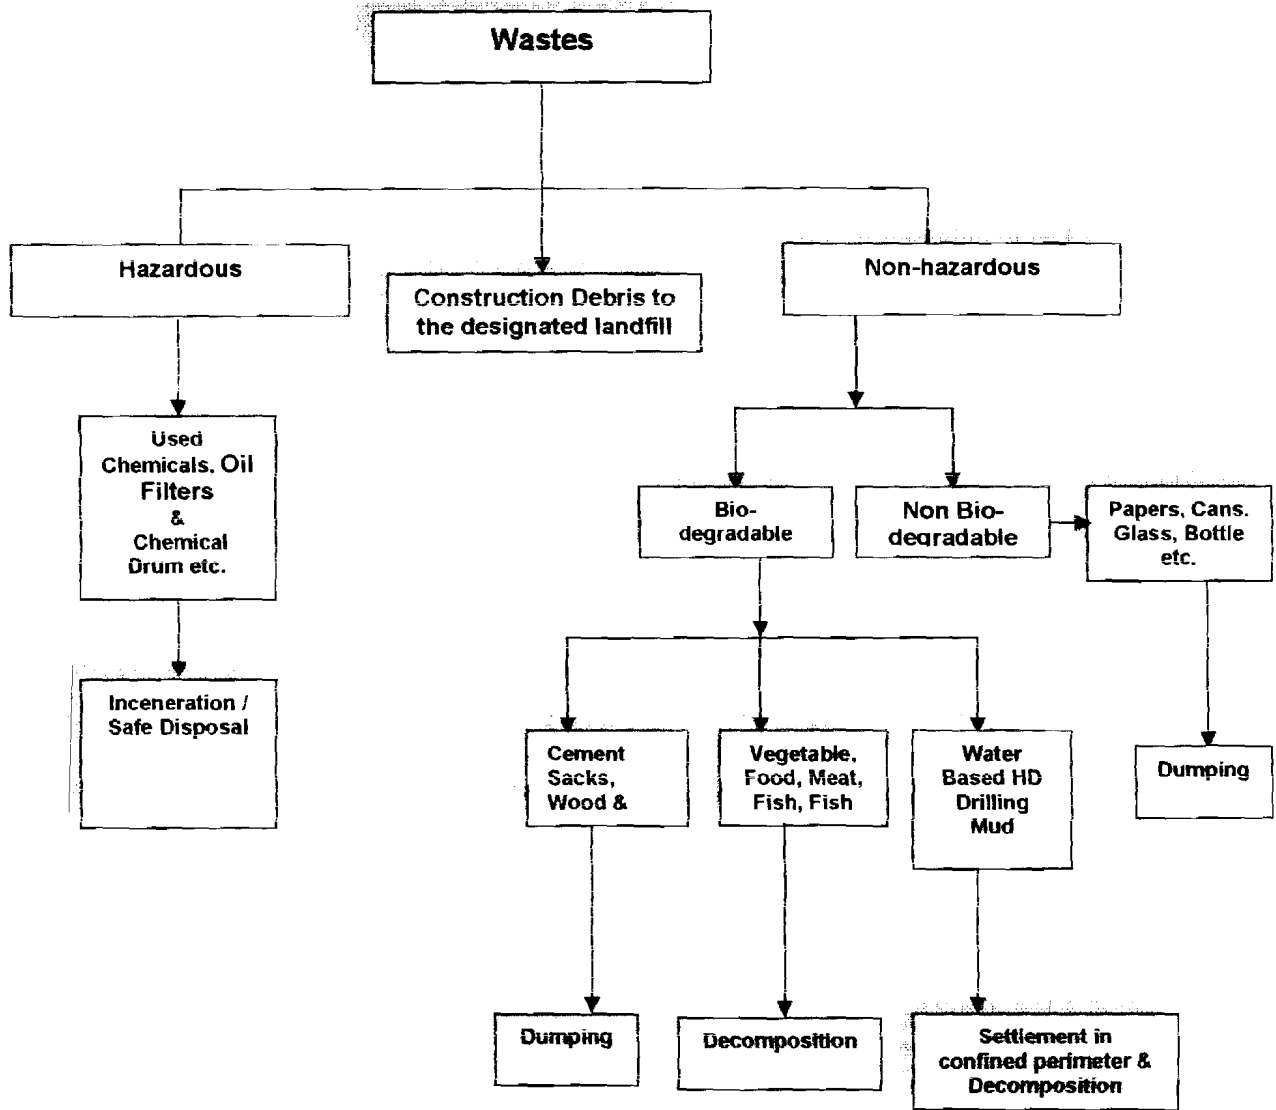 Wastes
Hazardous
Construction Debris to
the designated landfill
Non-hazardous
Used
Chemicals. Oil
Filters
&
Chemical
Drum etc.
Inceneration /
Safe Disposal
Bio-
degradable
Non Bio-
degradable
Papers, Cans.
Glass, Bottle
etc.
Cement
Sacks,
Wood &
Vegetable,
Food, Meat,
Fish, Fish
Water
Based HD
Drilling
Mud
Dumping
Dumping
Decomposition
Settlement in
confined perimeter &
Decomposition